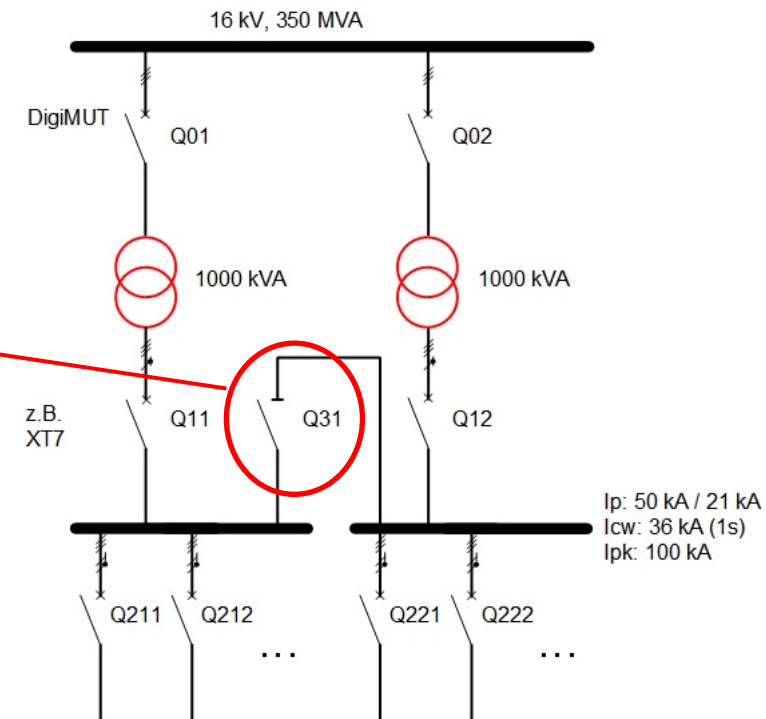 16 kV, 350 MVA
DigiMUT
Q01
Q02
1000 kVA
1000 kVA
z.B.
XT7
Q11
Q31
Q12
Ip: 50 kA / 21 kA
Icw: 36 kA (1s)
Ipk: 100 kA
Q211
Q212
Q221
Q222
...
...